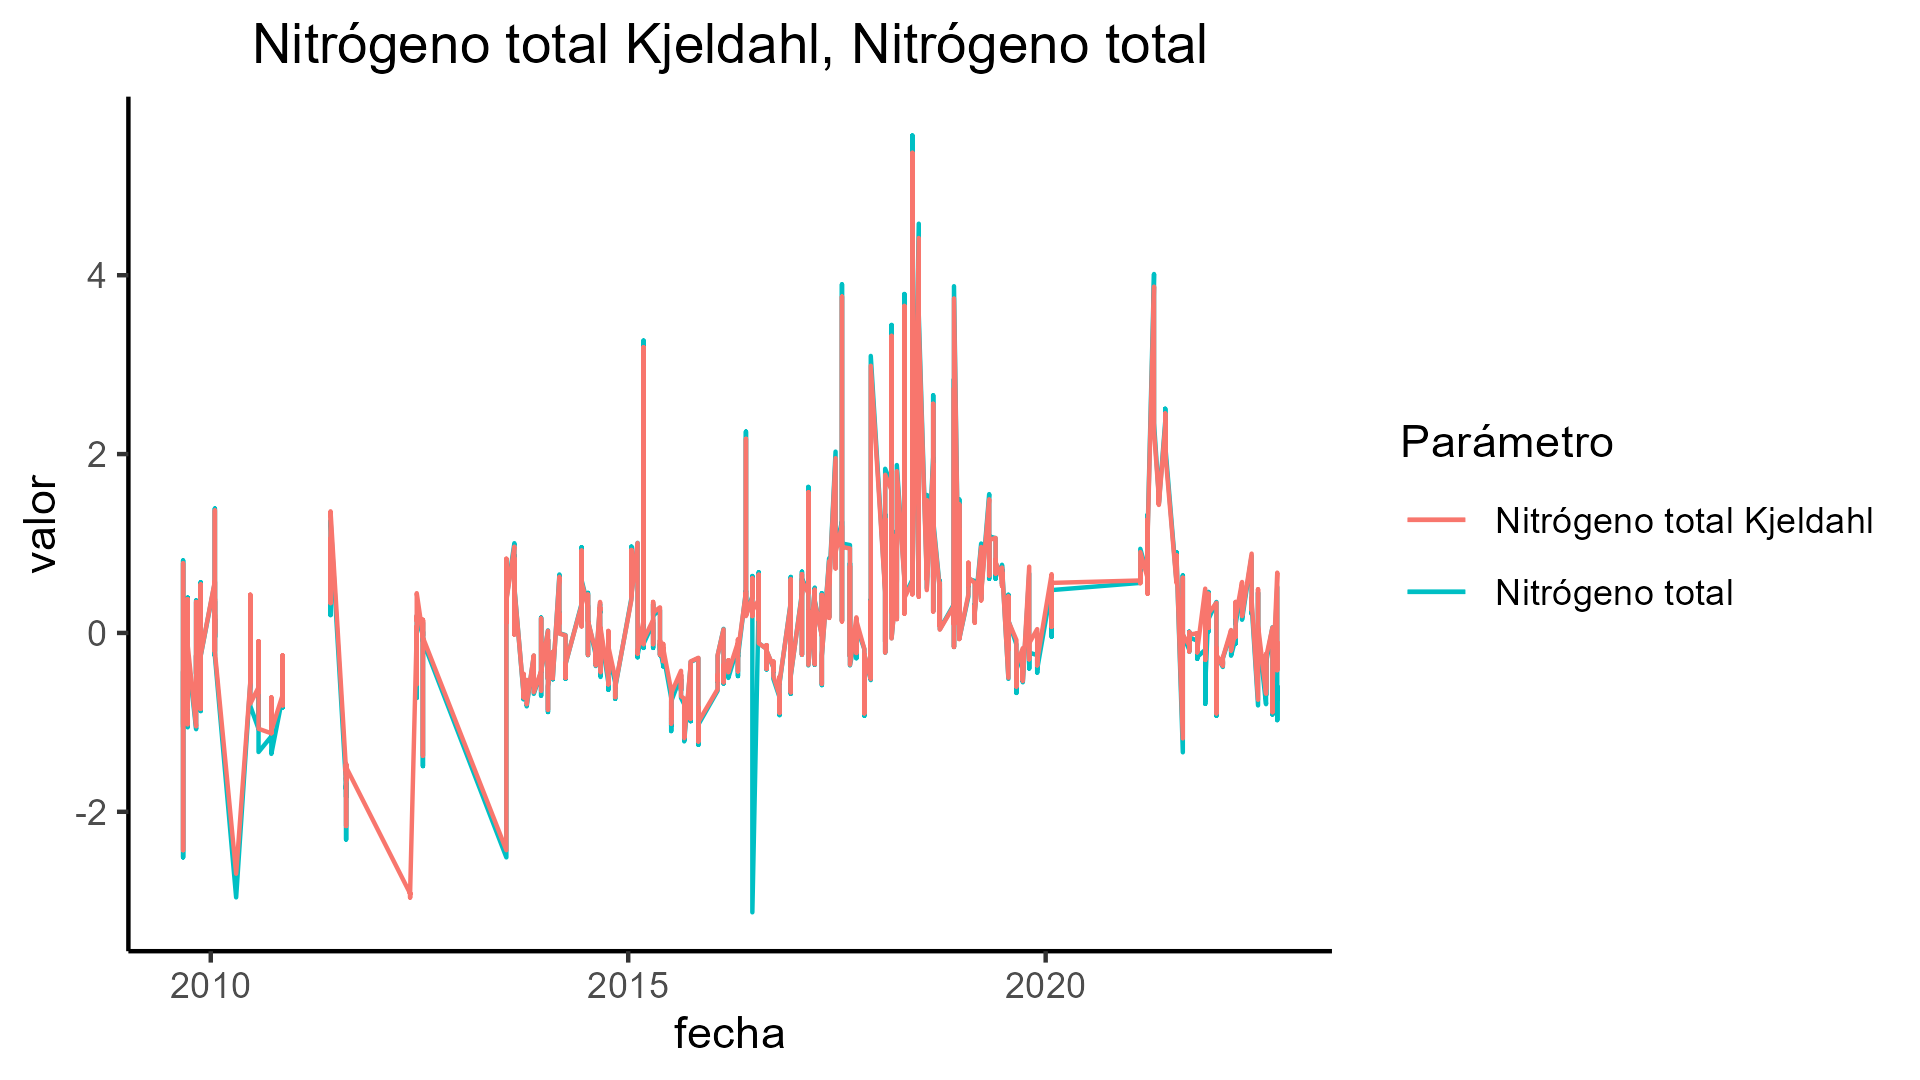 Nitrógeno total Kjeldahl, Nitrógeno total
valor
4
2
0
-2
2010
2015
2020
fecha
Parámetro
Nitrógeno total Kjeldahl
Nitrógeno total